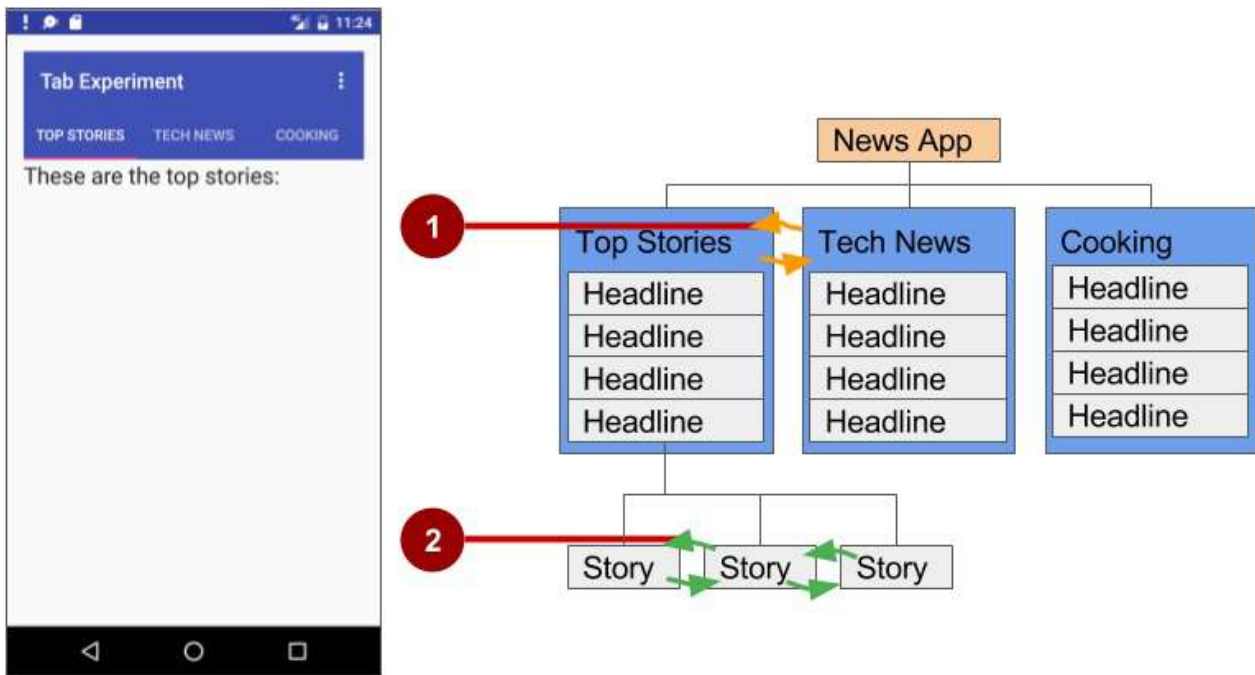 11:24
Tab Experiment
TOP STORIES TECH NEWS COOKING
These are the top stories:
News App
1
Top Stories
Headline
Headline
Headline
Headline
Tech News
Headline
Headline
Headline
Headline
Cooking
Headline
Headline
Headline
Headline
2
Story
Story
Story